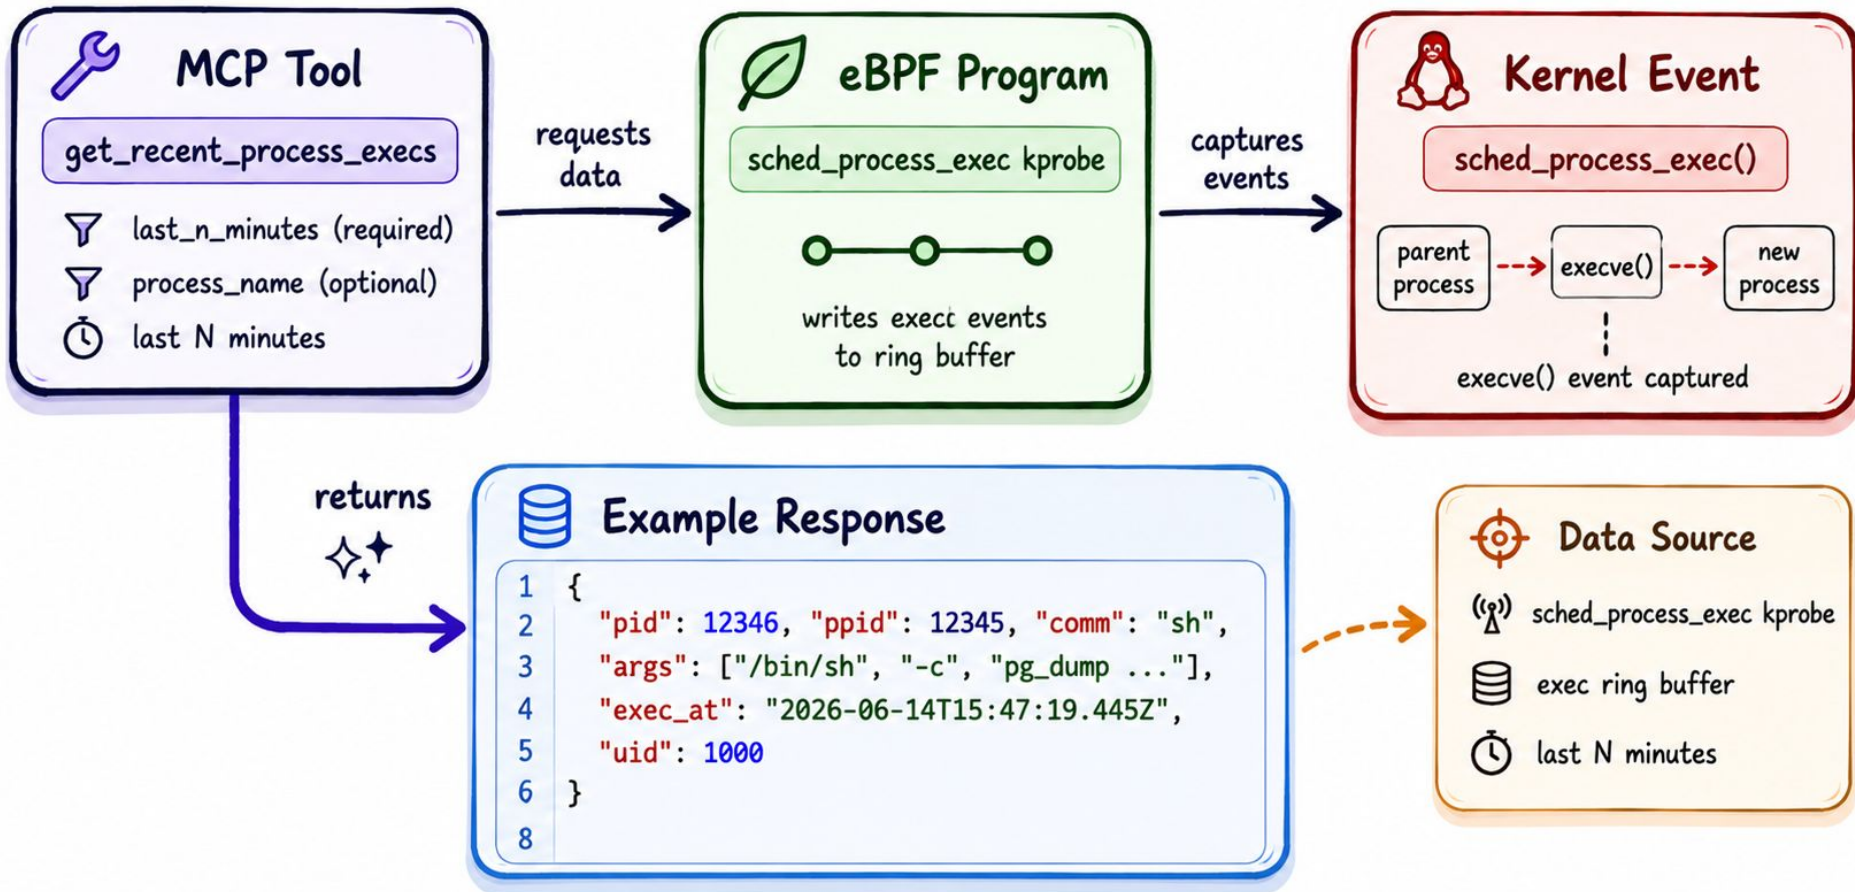 MCP Tool
get_recent_process_execs
last_n_minutes (required)
process_name (optional)
last N minutes
requests
data
eBPF Program
sched_process_exec kprobe
writes exect events
to ring buffer
captures
events
Kernel Event
sched_process_exec()
parent
process
execve()
new
process
execve() event captured
returns
Example Response
1 {
2 "pid": 12346, "ppid": 12345, "comm": "sh",
3 "args": ["/bin/sh", "-c", "pg_dump ..."],
4 "exec_at": "2026-06-14T15:47:19.445Z",
5 "uid": 1000
6 }
8
Data Source
sched_process_exec kprobe
exec ring buffer
last N minutes